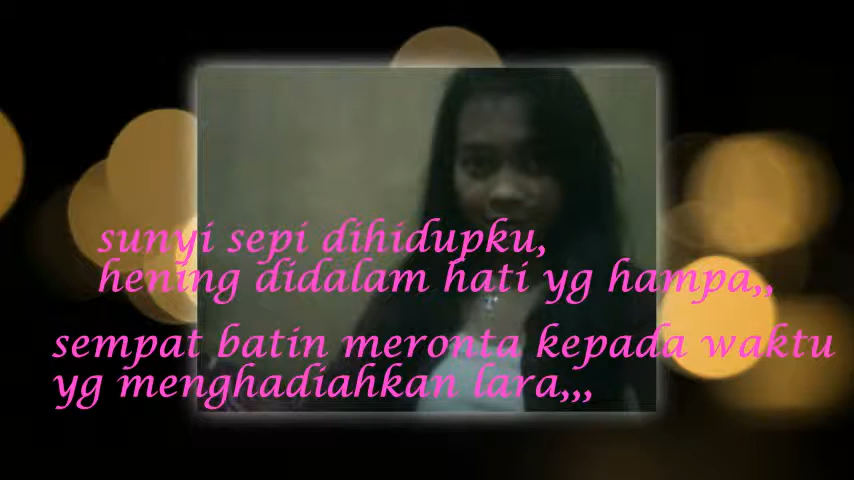 sunyi sepi dihidupku,
hening didalam hati yg hampa,,
sempat batin meronta kepada waktu
yg menghadiahkan lara,,,